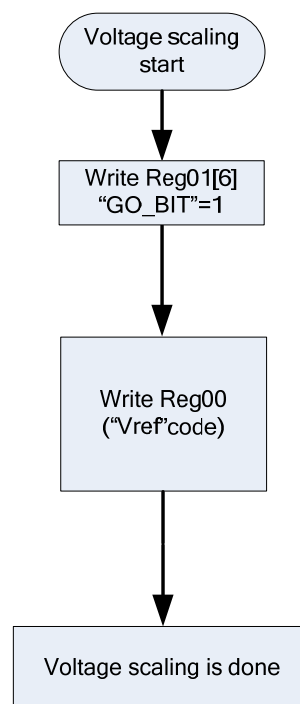 Voltage scaling
start
Write Reg01[6]
“GO_BIT”=1
Write Reg00
(“Vref”code)
Voltage scaling is done